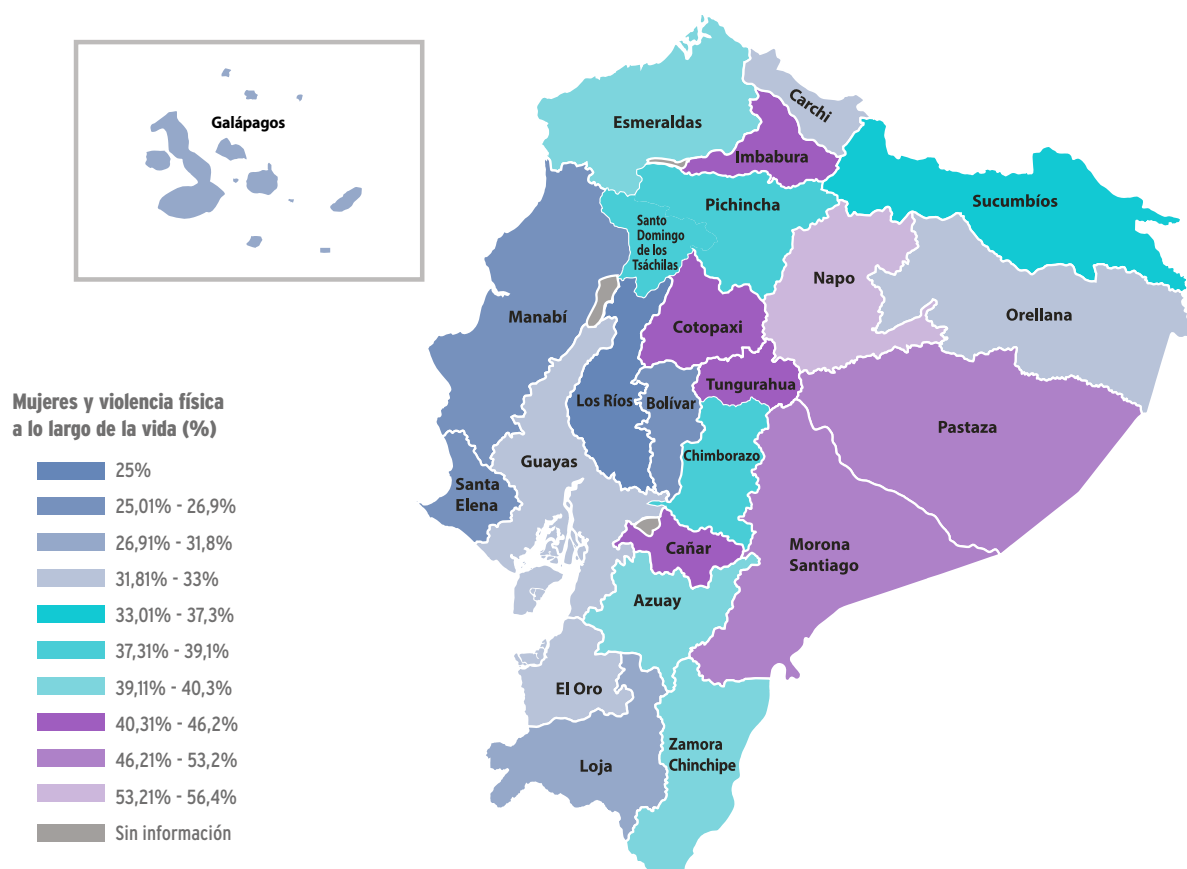 Galápagos
Esmeraldas
Carchi
Imbabura
Sucumbíos
Pichincha
Santo
Domingo
de los
Tsáchilas
Napo
Orellana
Manabí
Cotopaxi
Tungurahua
Los Ríos
Bolívar
Pastaza
Chimborazo
Guayas
Santa
Elena
Cañar
Morona
Santiago
Azuay
El Oro
Loja
Zamora
Chinchipe
Mujeres y violencia física
a lo largo de la vida (%)
25%
25,01% - 26,9%
26,91% - 31,8%
31,81% - 33%
33,01% - 37,3%
37,31% - 39,1%
39,11% - 40,3%
40,31% - 46,2%
46,21% - 53,2%
53,21% - 56,4%
Sin información